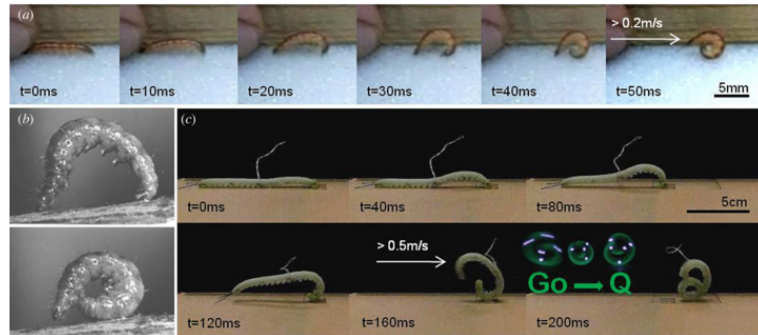 (a)
t=0ms
t=10ms
t=20ms
t=30ms
t=40ms
> 0.2m/s
t=50ms
5mm
(b)
(c)
t=0ms
t=40ms
t=80ms
5cm
t=120ms
> 0.5m/s
t=160ms
Go → Q
t=200ms